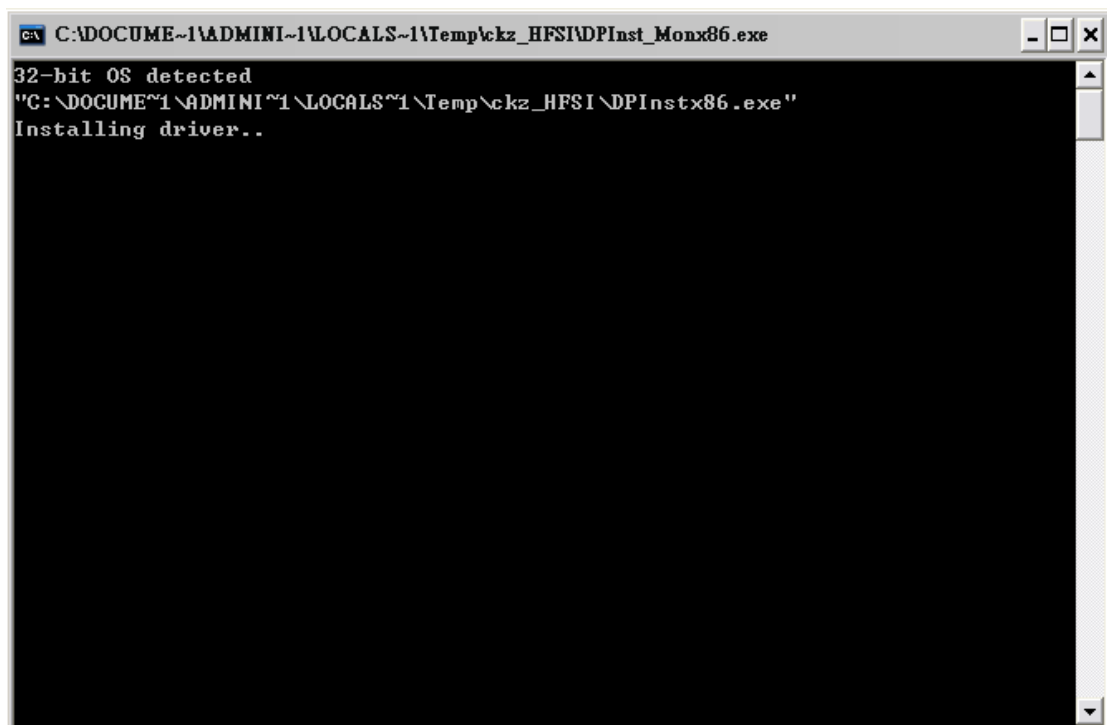 C:\DOCUME~1\ADMINI~1\LOCALS~1\Temp\ckz_HFSI\DPInst_Monx86.exe
32-bit OS detected
"C:\DOCUME~1\ADMINI~1\LOCALS~1\Temp\ckz_HFSI\DPInstx86.exe"
Installing driver..